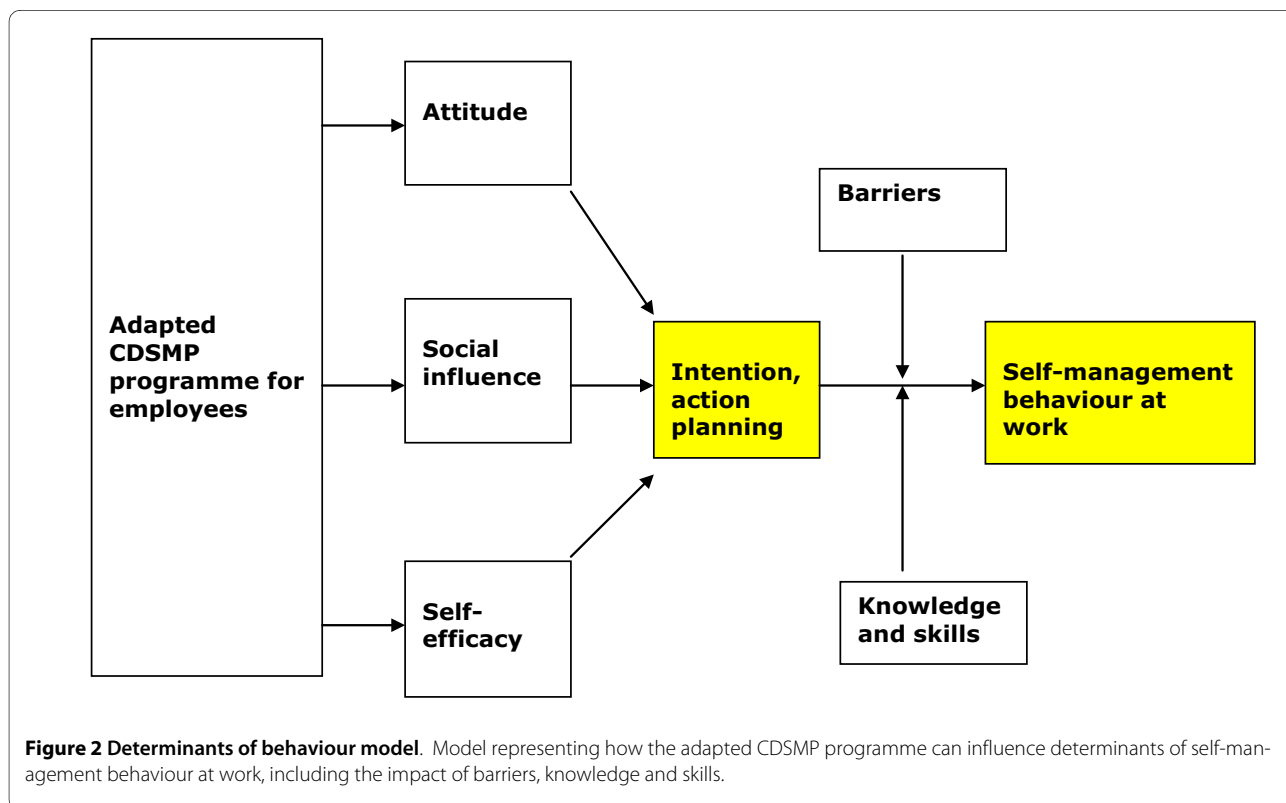 Attitude
Barriers
Adapted
CDSMP
programme for
employees
Social
influence
Intention,
action
planning
Self-management
behaviour at
work
Self-
efficacy
Knowledge
and skills
Figure 2 Determinants of behaviour model. Model representing how the adapted CDSMP programme can influence determinants of self-man-
agement behaviour at work, including the impact of barriers, knowledge and skills.